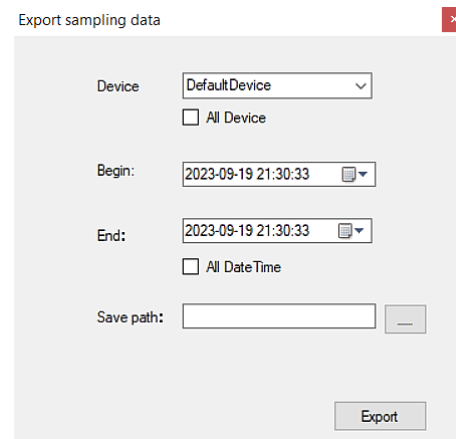 Export sampling data
Device
DefaultDevice
All Device
Begin:
2023-09-19 21:30:33
End:
2023-09-19 21:30:33
All DateTime
Save path:
...
Export